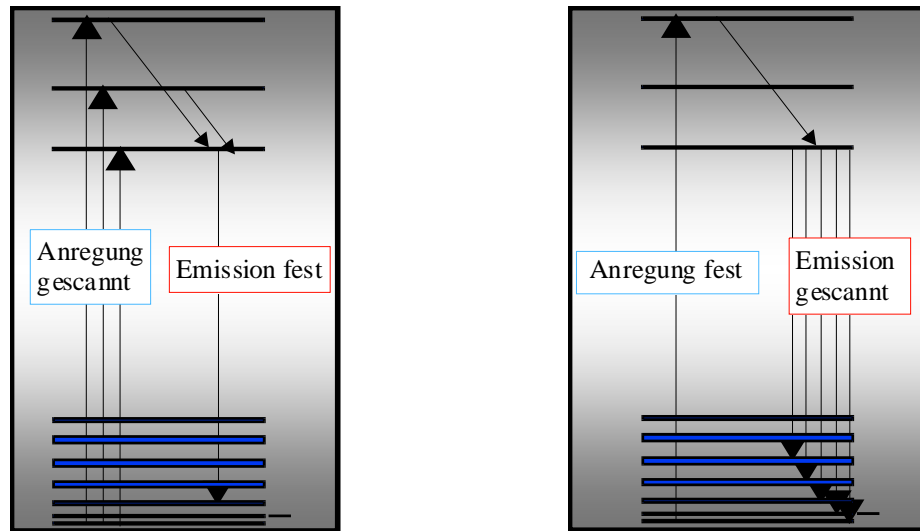 Anregung
gescannt
Emission fest
Anregung fest
Emission
gescannt